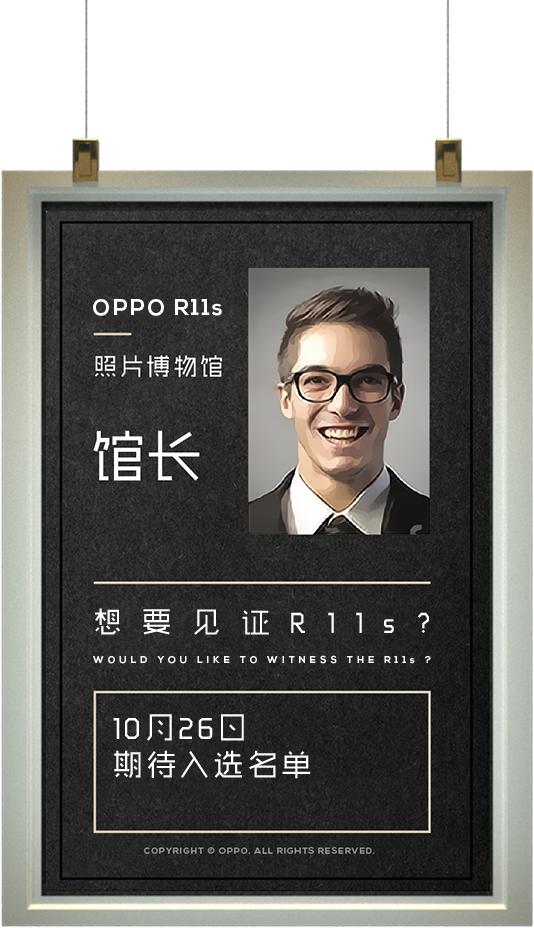 OPPO R11s
照片博物馆
馆长
想要见证R11s?
WOULD YOU LIKE TO WITNESS THE R11s ?
10月26日
期待入选名单
COPYRIGHT © OPPO. ALL RIGHTS RESERVED.